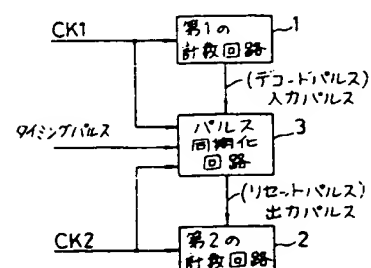 CK1
第1の
計数回路
1
(デコードパルス)
入力パルス
タイミングパルス
パルス
同期化
回路
3
(リセットパルス)
出力パルス
CK2
第2の
計数回路
2